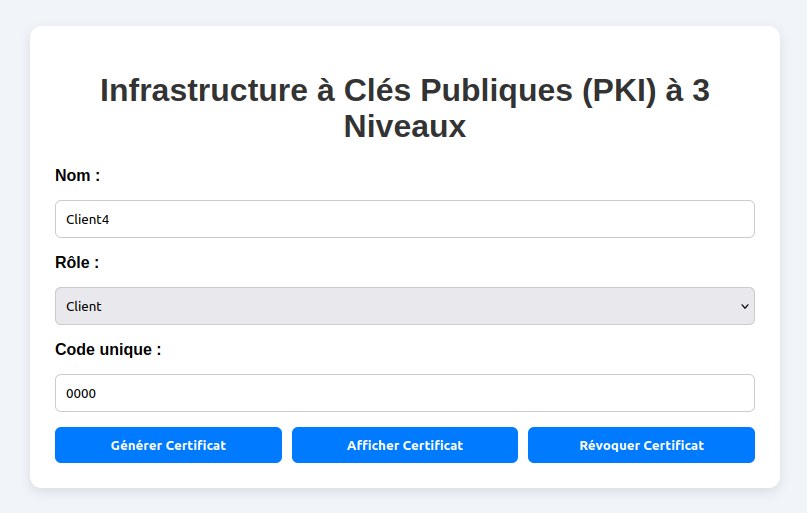 Infrastructure à Clés Publiques (PKI) à 3
Niveaux
Nom :
Client4
Rôle :
Client
Code unique :
0000
Générer Certificat
Afficher Certificat
Révoquer Certificat